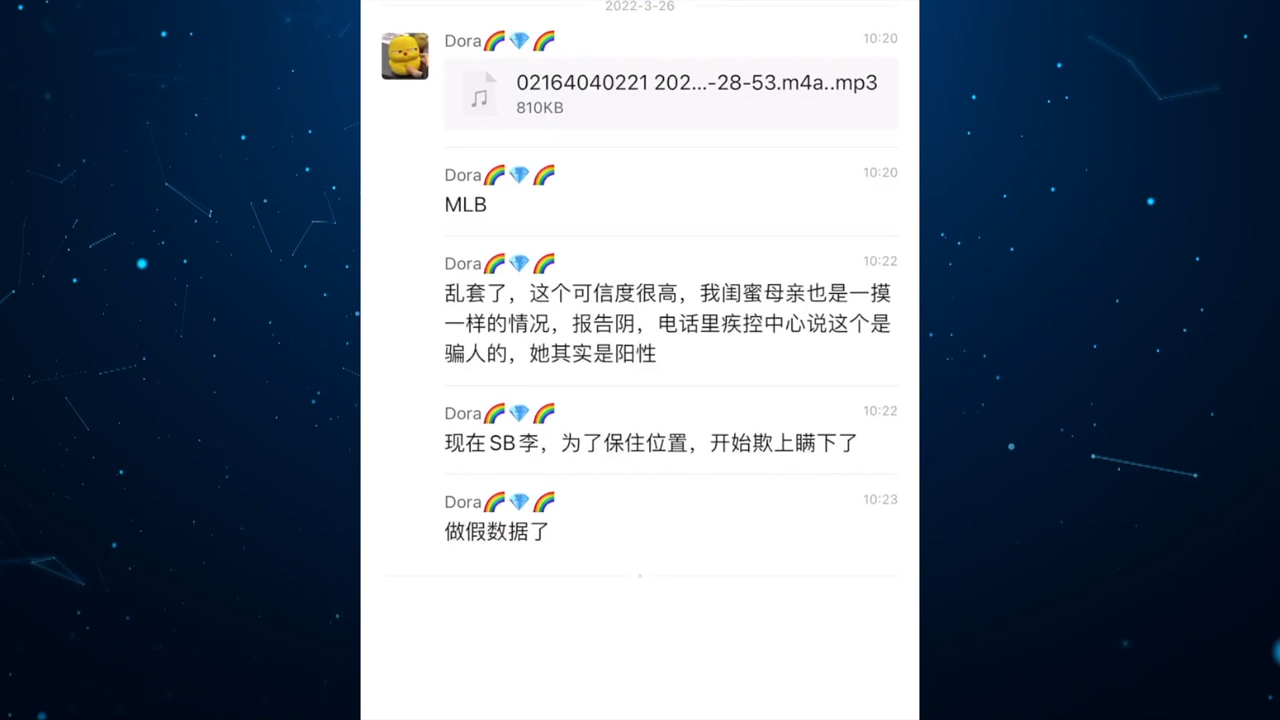 2022-3-26
Dora🌈💎🌈
10:20
02164040221 202...-28-53.m4a..mp3
810KB
Dora🌈💎🌈
10:20
MLB
Dora🌈💎🌈
10:22
乱套了，这个可信度很高，我闺蜜母亲也是一摸
一样的情况，报告阴，电话里疾控中心说这个是
骗人的，她其实是阳性
Dora🌈💎🌈
10:22
现在SB李，为了保住位置，开始欺上瞒下了
Dora🌈💎🌈
10:23
做假数据了